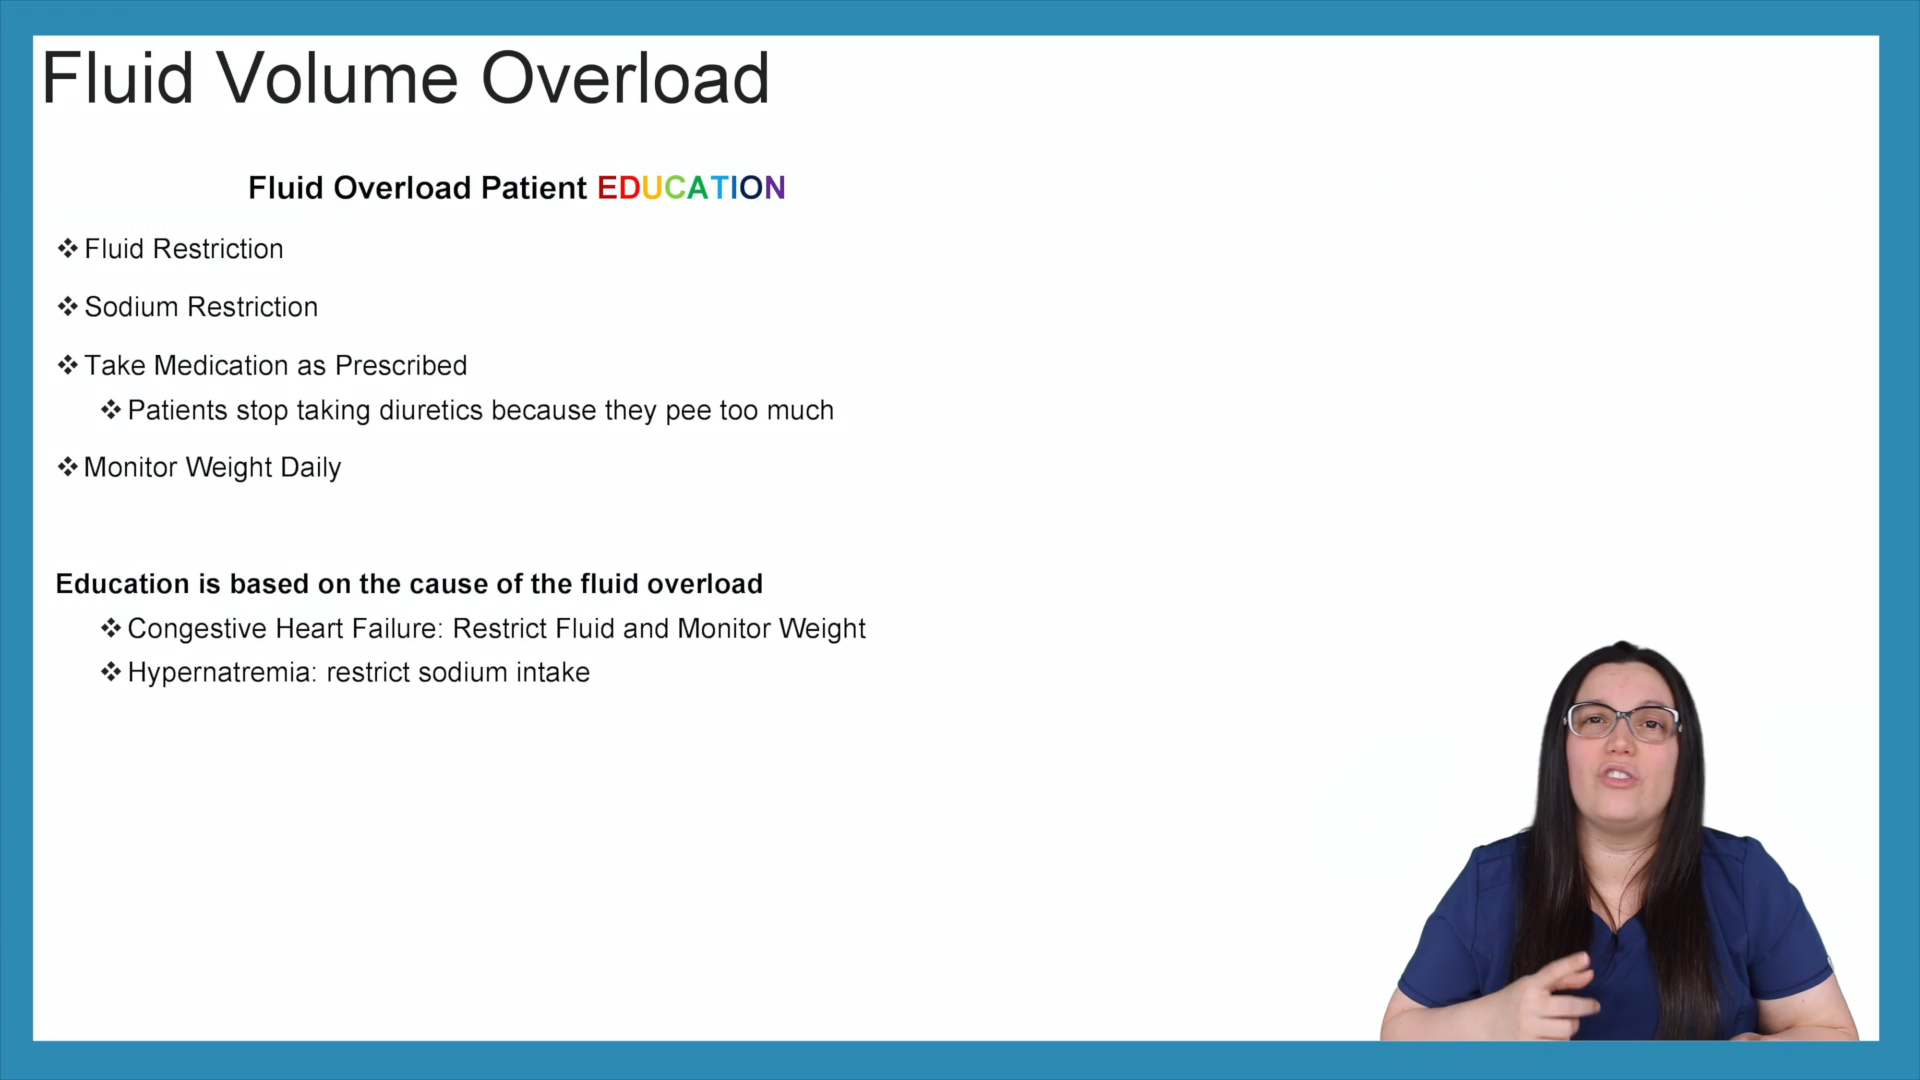 Fluid Volume Overload
Fluid Overload Patient EDUCATION
❖ Fluid Restriction
❖ Sodium Restriction
❖ Take Medication as Prescribed
❖ Patients stop taking diuretics because they pee too much
❖ Monitor Weight Daily
Education is based on the cause of the fluid overload
❖ Congestive Heart Failure: Restrict Fluid and Monitor Weight
❖ Hypernatremia: restrict sodium intake